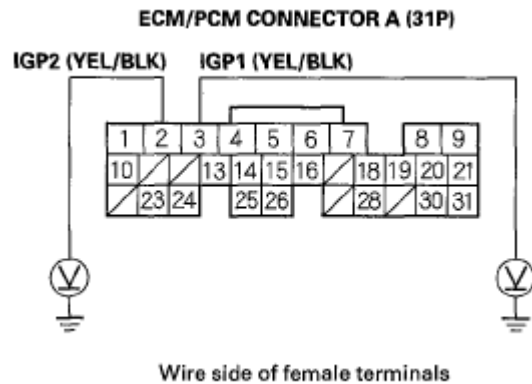 ECM/PCM CONNECTOR A (31P)
IGP2 (YEL/BLK) IGP1 (YEL/BLK)
1 2 3 4 5 6 7 8 9
10 13 14 15 16 18 19 20 21
23 24 25 26 28 30 31
V V
Wire side of female terminals